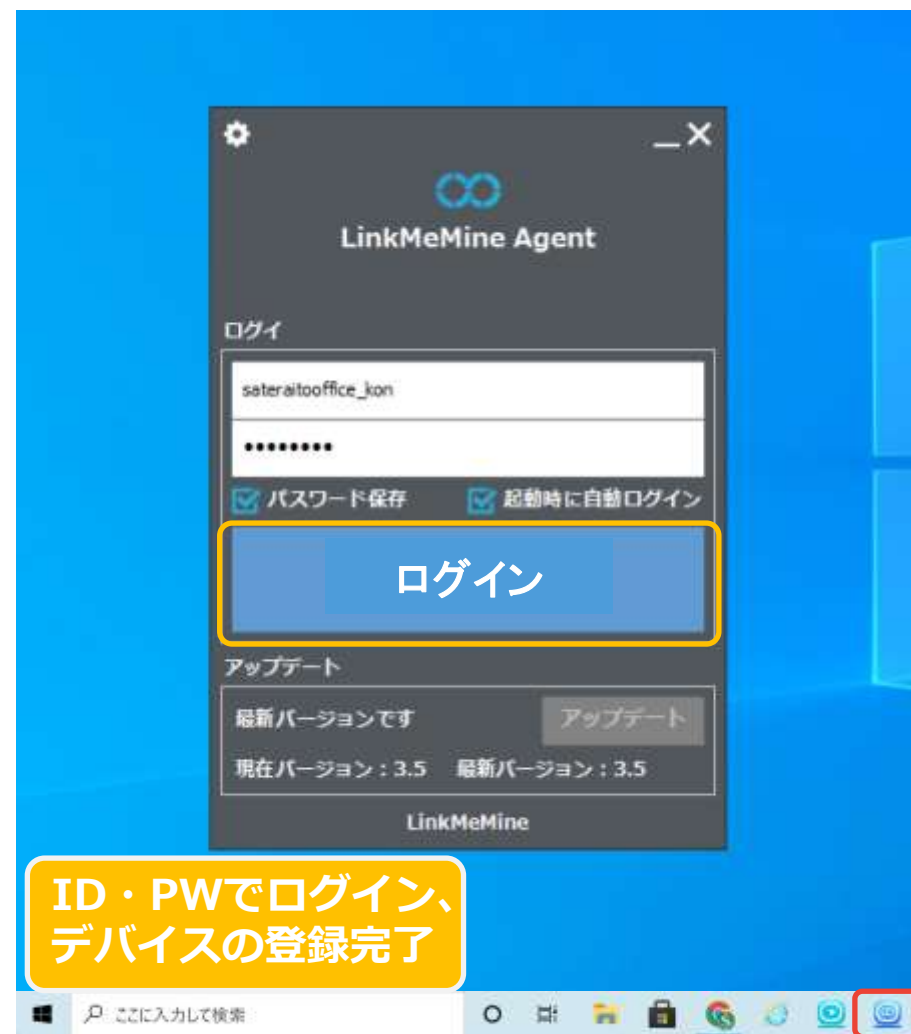 LinkMeMine Agent
ログイ
sateraitooffice_kon
••••••••
パスワード保存 起動時に自動ログイン
ログイン
アップデート
最新バージョンです アップデート
現在バージョン：3.5 最新バージョン：3.5
LinkMeMine
ID・PWでログイン、
デバイスの登録完了
ここに入力して検索